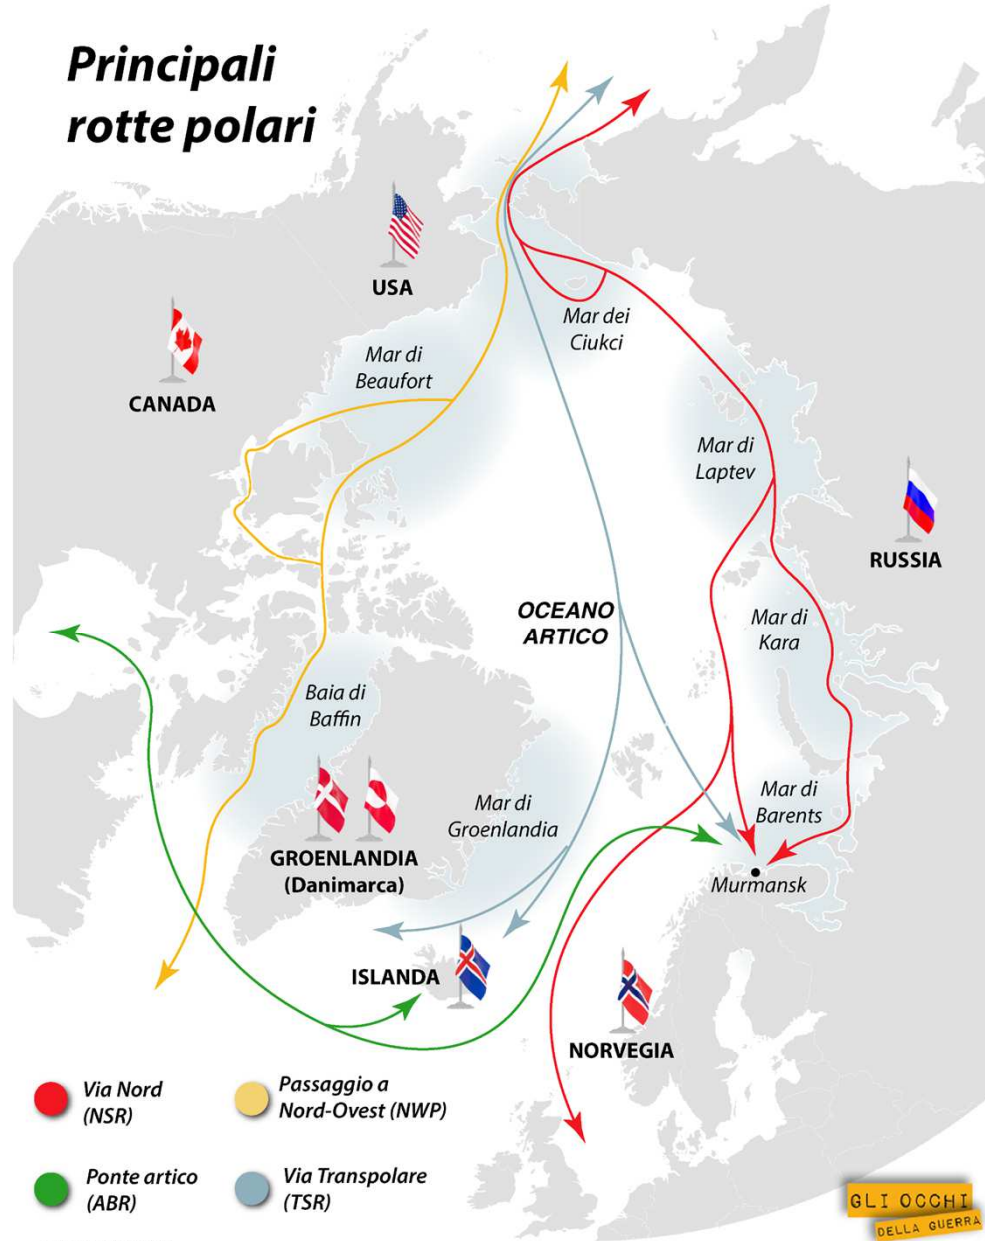 Principali
rotte polari
USA
CANADA
Mar di
Beaufort
Mar dei
Ciukci
Mar di
Laptev
RUSSIA
OCEANO
ARTICO
Mar di
Kara
Baia di
Baffin
Mar di
Groenlandia
Mar di
Barents
GROENLANDIA
(Danimarca)
Murmansk
ISLANDA
NORVEGIA
Via Nord
(NSR)
Passaggio a
Nord-Ovest (NWP)
Ponte artico
(ABR)
Via Transpolare
(TSR)
GLI OCCHI
DELLA GUERRA